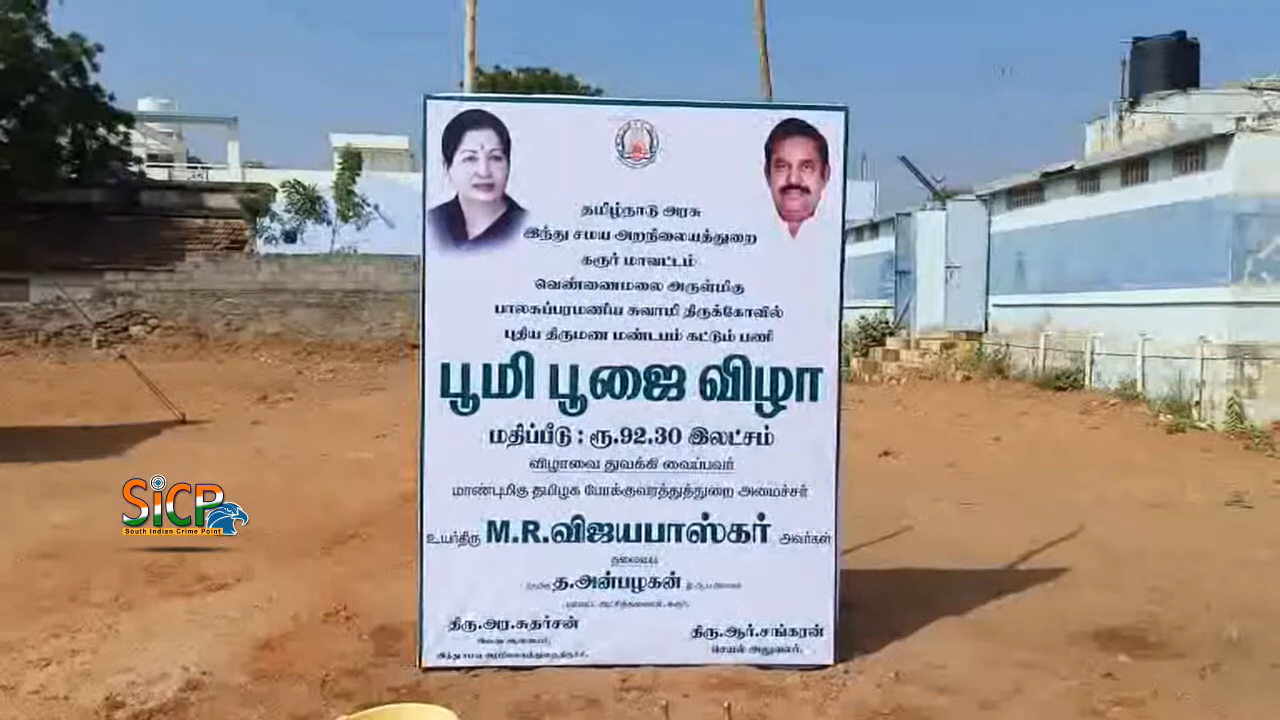 தமிழ்நாடு அரசு
இந்து சமய அறநிலையத்துறை
கரூர் மாவட்டம்
வெண்ணைமலை அருள்மிகு
பாலசுப்பரமணிய சுவாமி திருக்கோவில்
புதிய திருமண மண்டபம் கட்டும் பணி
பூமி பூஜை விழா
மதிப்பீடு : ரூ.92.30 இலட்சம்
விழாவை துவக்கி வைப்பவர்
மாண்புமிகு தமிழக போக்குவரத்துத்துறை அமைச்சர்
உயர்திரு M.R.விஜயபாஸ்கர் அவர்கள்
தலைமை
த.அன்பழகன்
திரு.அர.சுதர்சன்
திரு.ஆர்.சங்கரன்
செயல் அலுவலர்.
SiCP
South Indian Crime Point